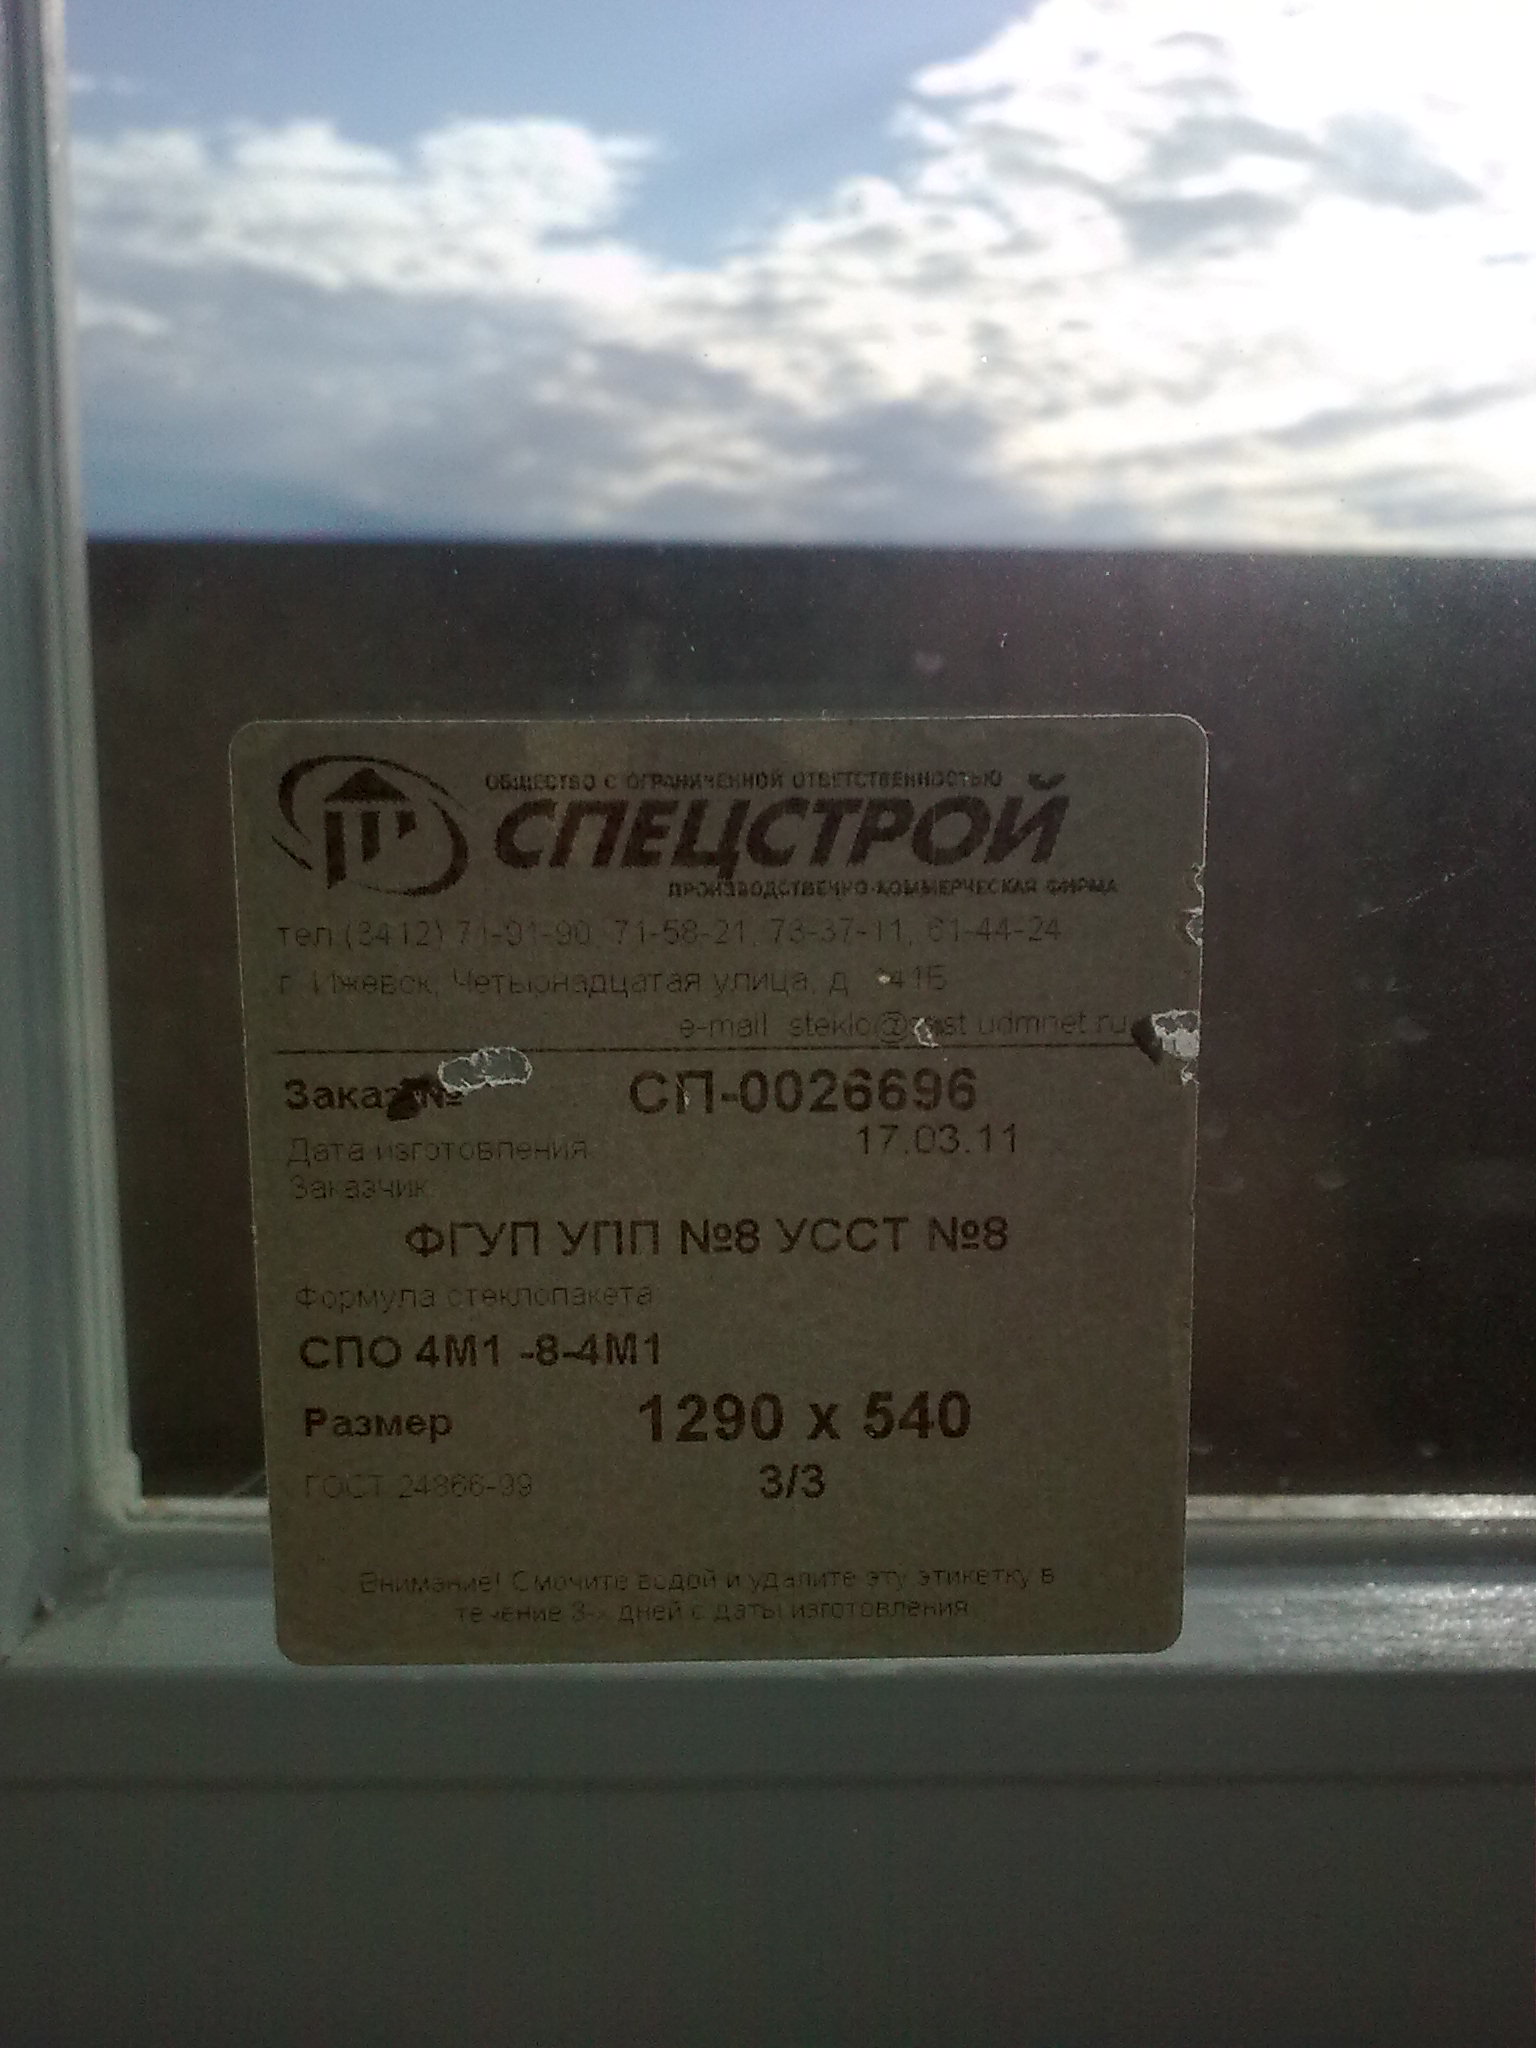 ОБЩЕСТВО С ОГРАНИЧЕННОЙ ОТВЕТСТВЕННОСТЬЮ
СПЕЦСТРОЙ
ПРОИЗВОДСТВЕННО-КОММЕРЧЕСКАЯ ФИРМА
тел.(3412) 71-91-90, 71-58-21, 73-37-11, 61-44-24
г. Ижевск, Четырнадцатая улица, д.
e-mail steklo
Заказ № СП-0026696
Дата изготовления 17.03.11
Заказчик:
ФГУП УПП №8 УССТ №8
Формула стеклопакета
СПО 4М1 -8-4М1
Размер 1290 х 540
ГОСТ 24866-99 3/3
Внимание! Смочите водой и удалите эту этикетку в
течение 3-х дней с даты изготовления